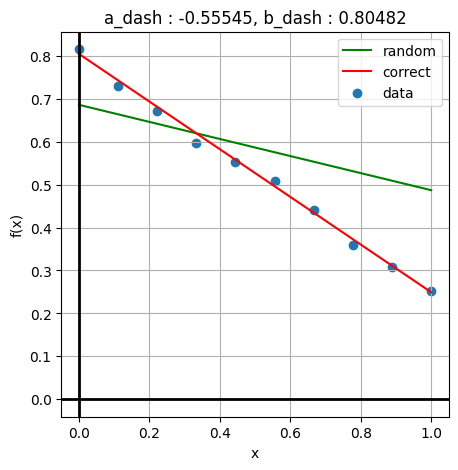 a_dash : -0.55545, b_dash : 0.80482
random
correct
data
f(x)
0.8
0.7
0.6
0.5
0.4
0.3
0.2
0.1
0.0
0.0 0.2 0.4 0.6 0.8 1.0
x